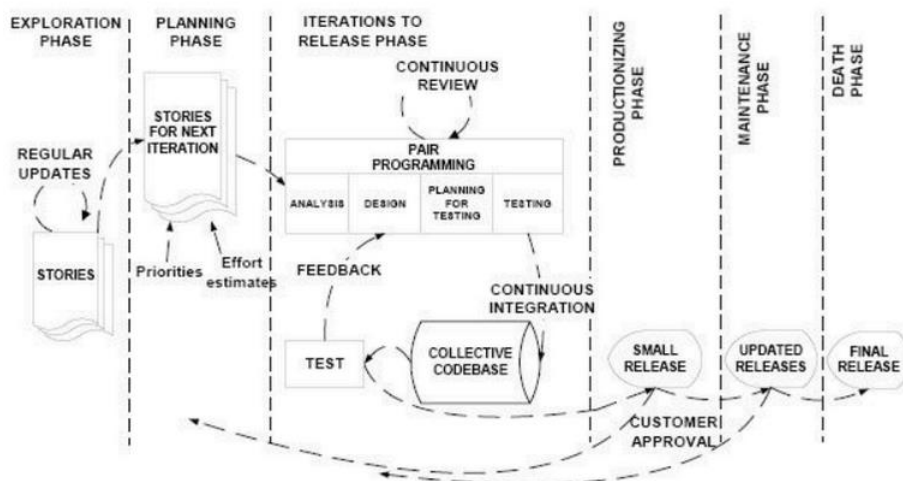 EXPLORATION
PHASE
PLANNING
PHASE
ITERATIONS TO
RELEASE PHASE
PRODUCTIONIZING
PHASE
MAINTENANCE
PHASE
DEATH PHASE
REGULAR
UPDATES
STORIES
STORIES
FOR NEXT
ITERATION
Priorities
Effort
estimates
CONTINUOUS
REVIEW
PAIR
PROGRAMMING
ANALYSIS
DESIGN
PLANNING
FOR
TESTING
TESTING
FEEDBACK
CONTINUOUS
INTEGRATION
TEST
COLLECTIVE
CODEBASE
SMALL
RELEASE
UPDATED
RELEASES
FINAL
RELEASE
CUSTOMER
APPROVAL